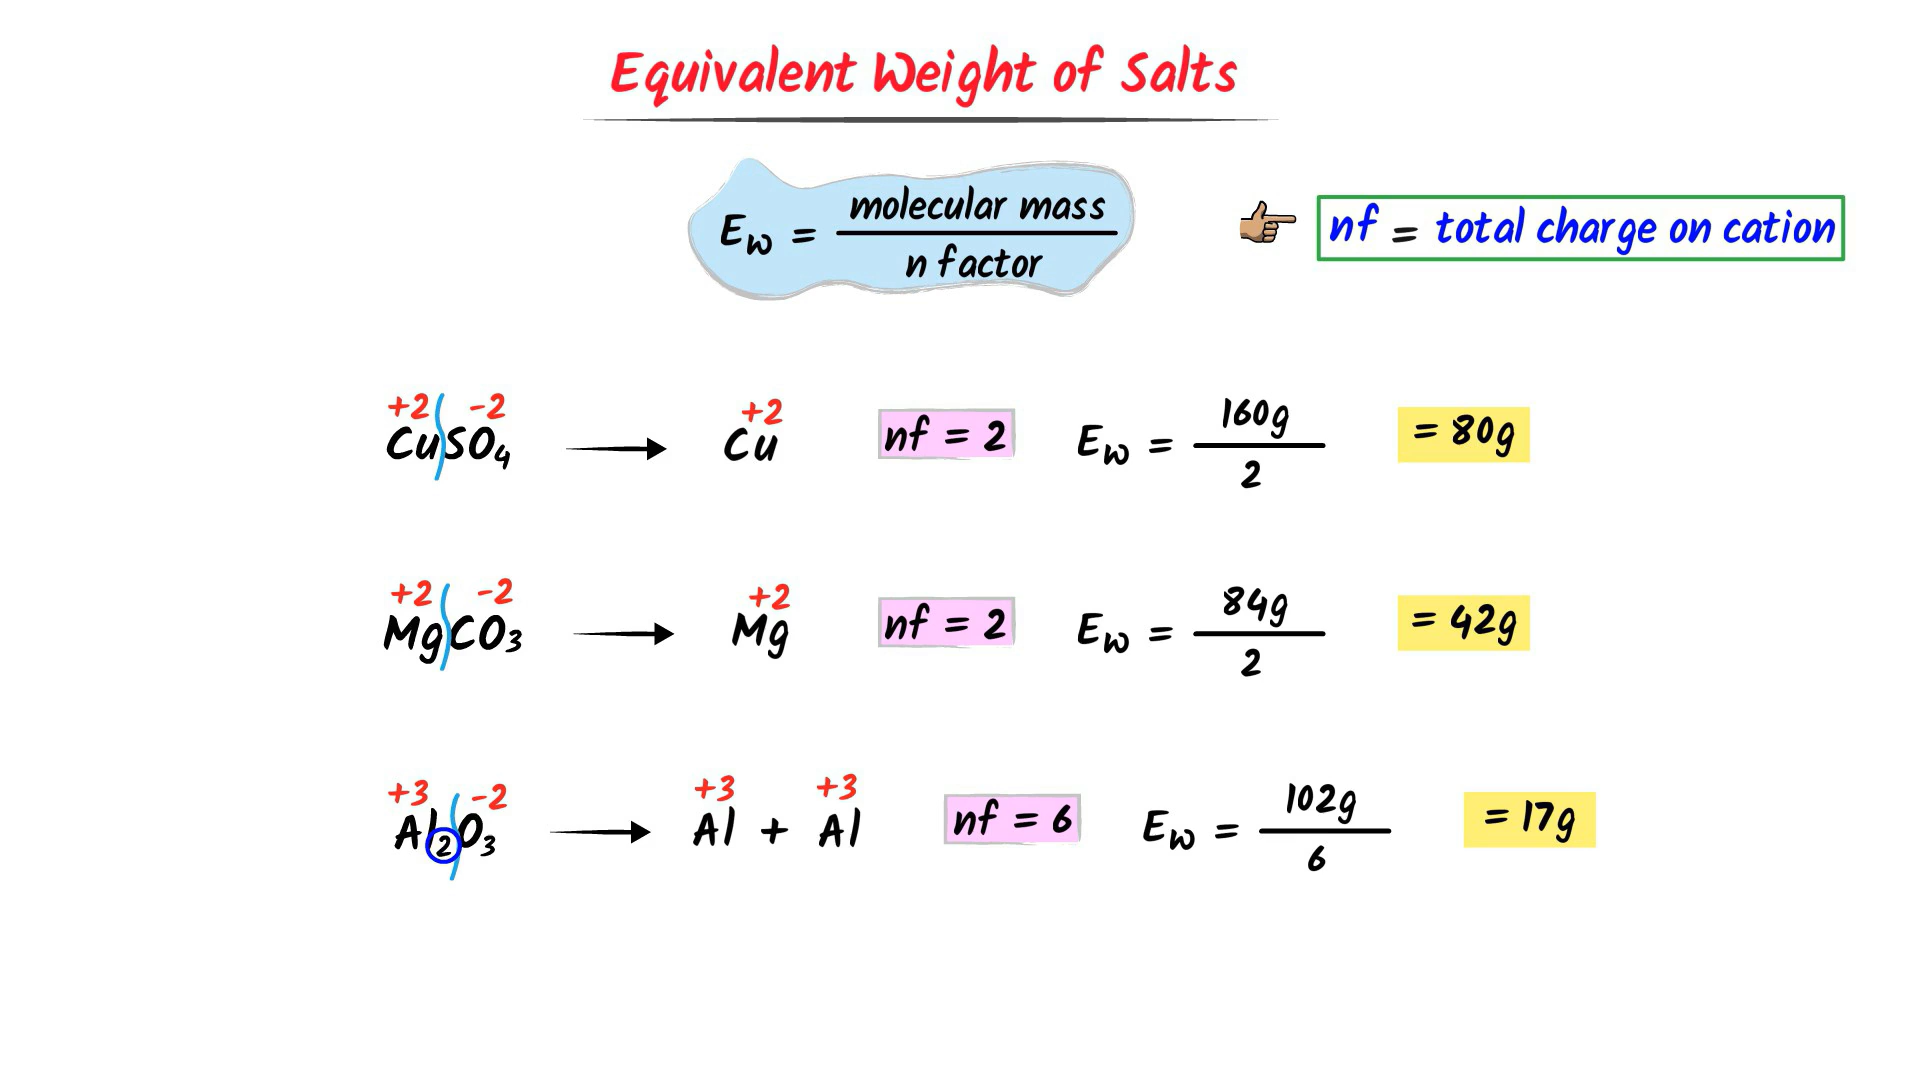 Equivalent Weight of Salts
Ew = molecular mass
n factor
nf = total charge on cation
+2 -2 +2
CuSO₄ → Cu nf = 2 Ew = 160g / 2 = 80g
+2 -2 +2
MgCO₃ → Mg nf = 2 Ew = 84g / 2 = 42g
+3 -2 +3 +3
Al₂O₃ → Al + Al nf = 6 Ew = 102g / 6 = 17g